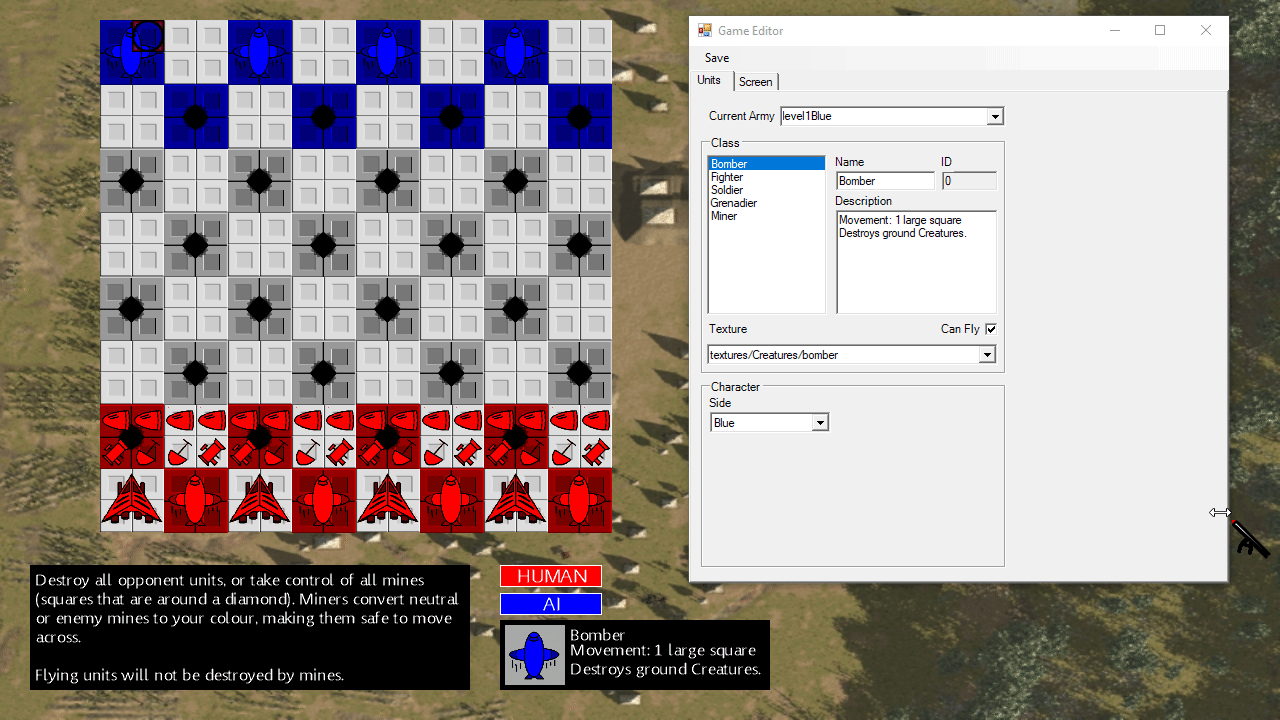 Game Editor
Save
Units
Screen
Current Army
level1Blue
Class
Bomber
Fighter
Soldier
Grenadier
Miner
Name
ID
Bomber
0
Description
Movement: 1 large square
Destroys ground Creatures.
Texture
Can Fly
textures/Creatures/bomber
Character
Side
Blue
Destroy all opponent units, or take control of all mines
(squares that are around a diamond). Miners convert neutral
or enemy mines to your colour, making them safe to move
across.
Flying units will not be destroyed by mines.
HUMAN
AI
Bomber
Movement: 1 large square
Destroys ground Creatures.